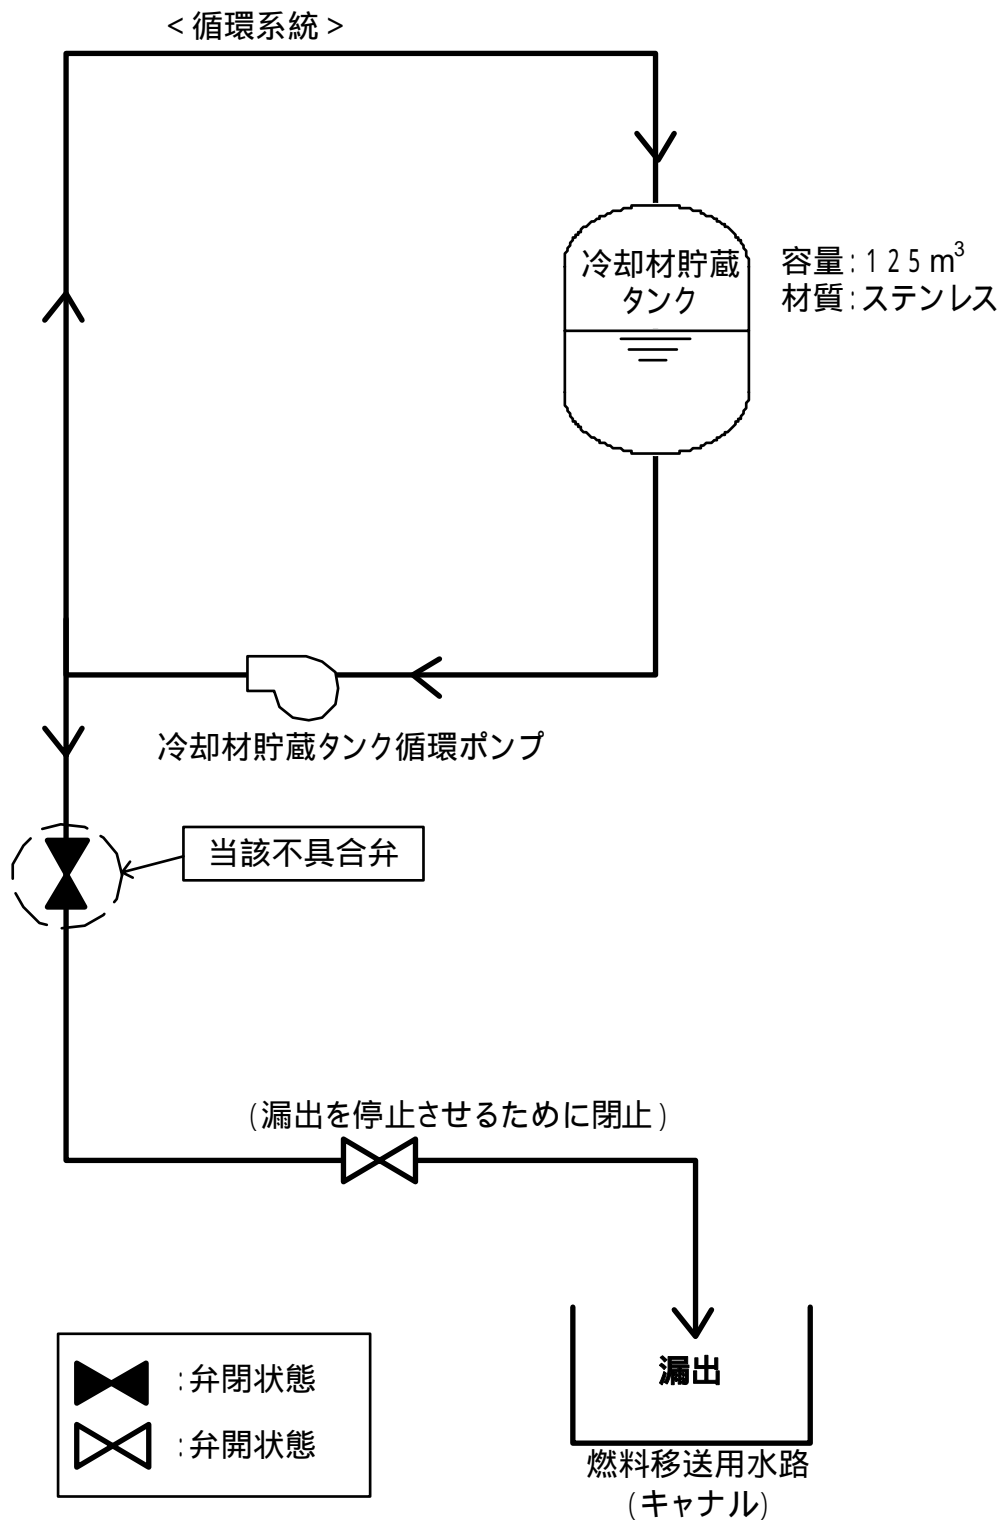 <循環系統>
冷却材貯蔵
タンク
容量:125m³
材質:ステンレス
冷却材貯蔵タンク循環ポンプ
当該不具合弁
(漏出を停止させるために閉止)
漏出
燃料移送用水路
(キャナル)
:弁閉状態
:弁開状態